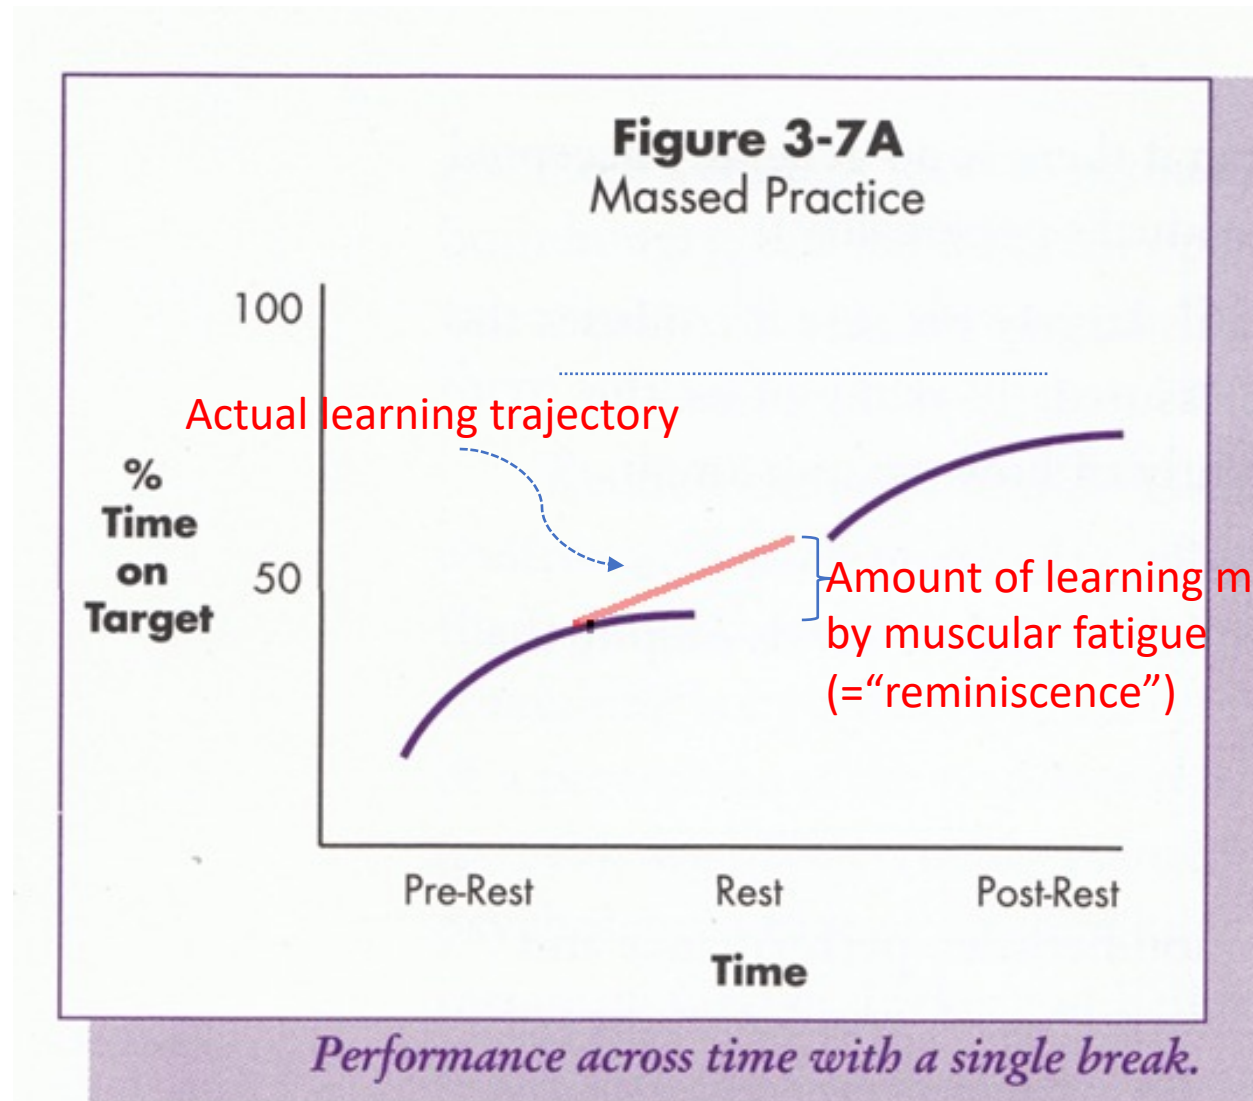 Figure 3-7A
Massed Practice
100
Actual learning trajectory
%
Time
on
Target
50
Amount of learning m
by muscular fatigue
(="reminiscence")
Pre-Rest
Rest
Post-Rest
Time
Performance across time with a single break.